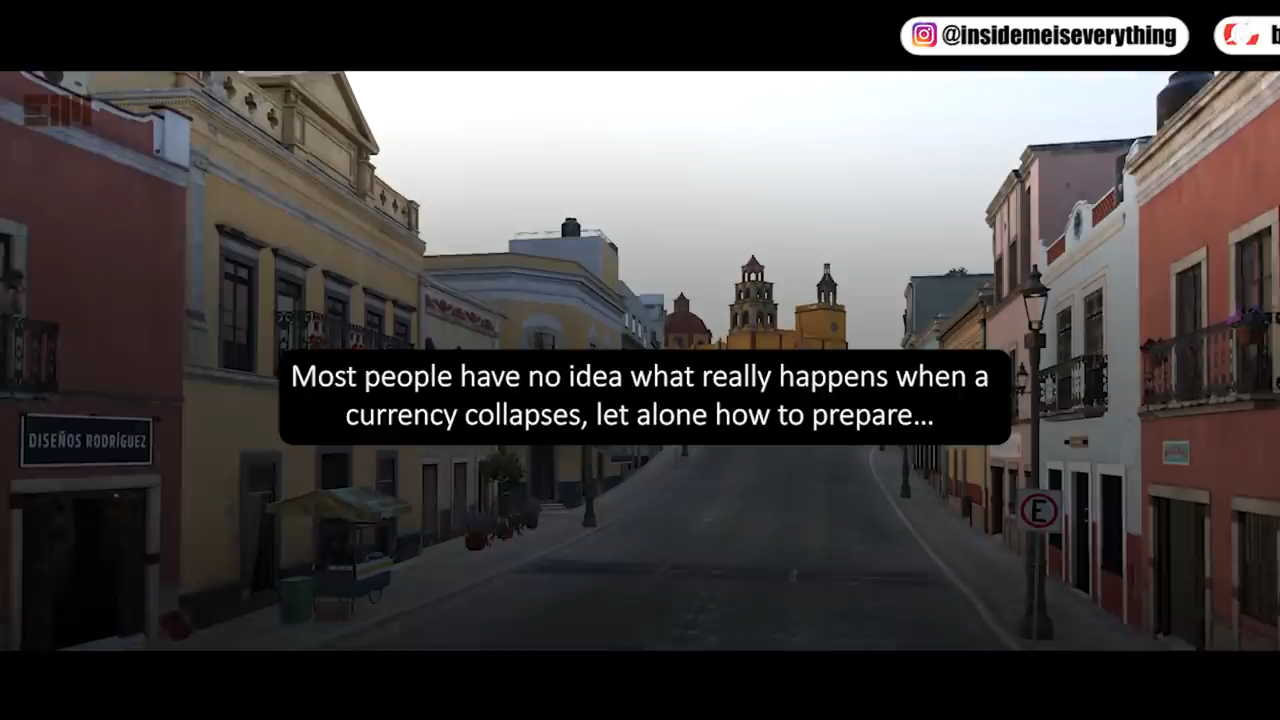 @insidemeiseverything
Most people have no idea what really happens when a
currency collapses, let alone how to prepare...
DISEÑOS RODRÍGUEZ
E